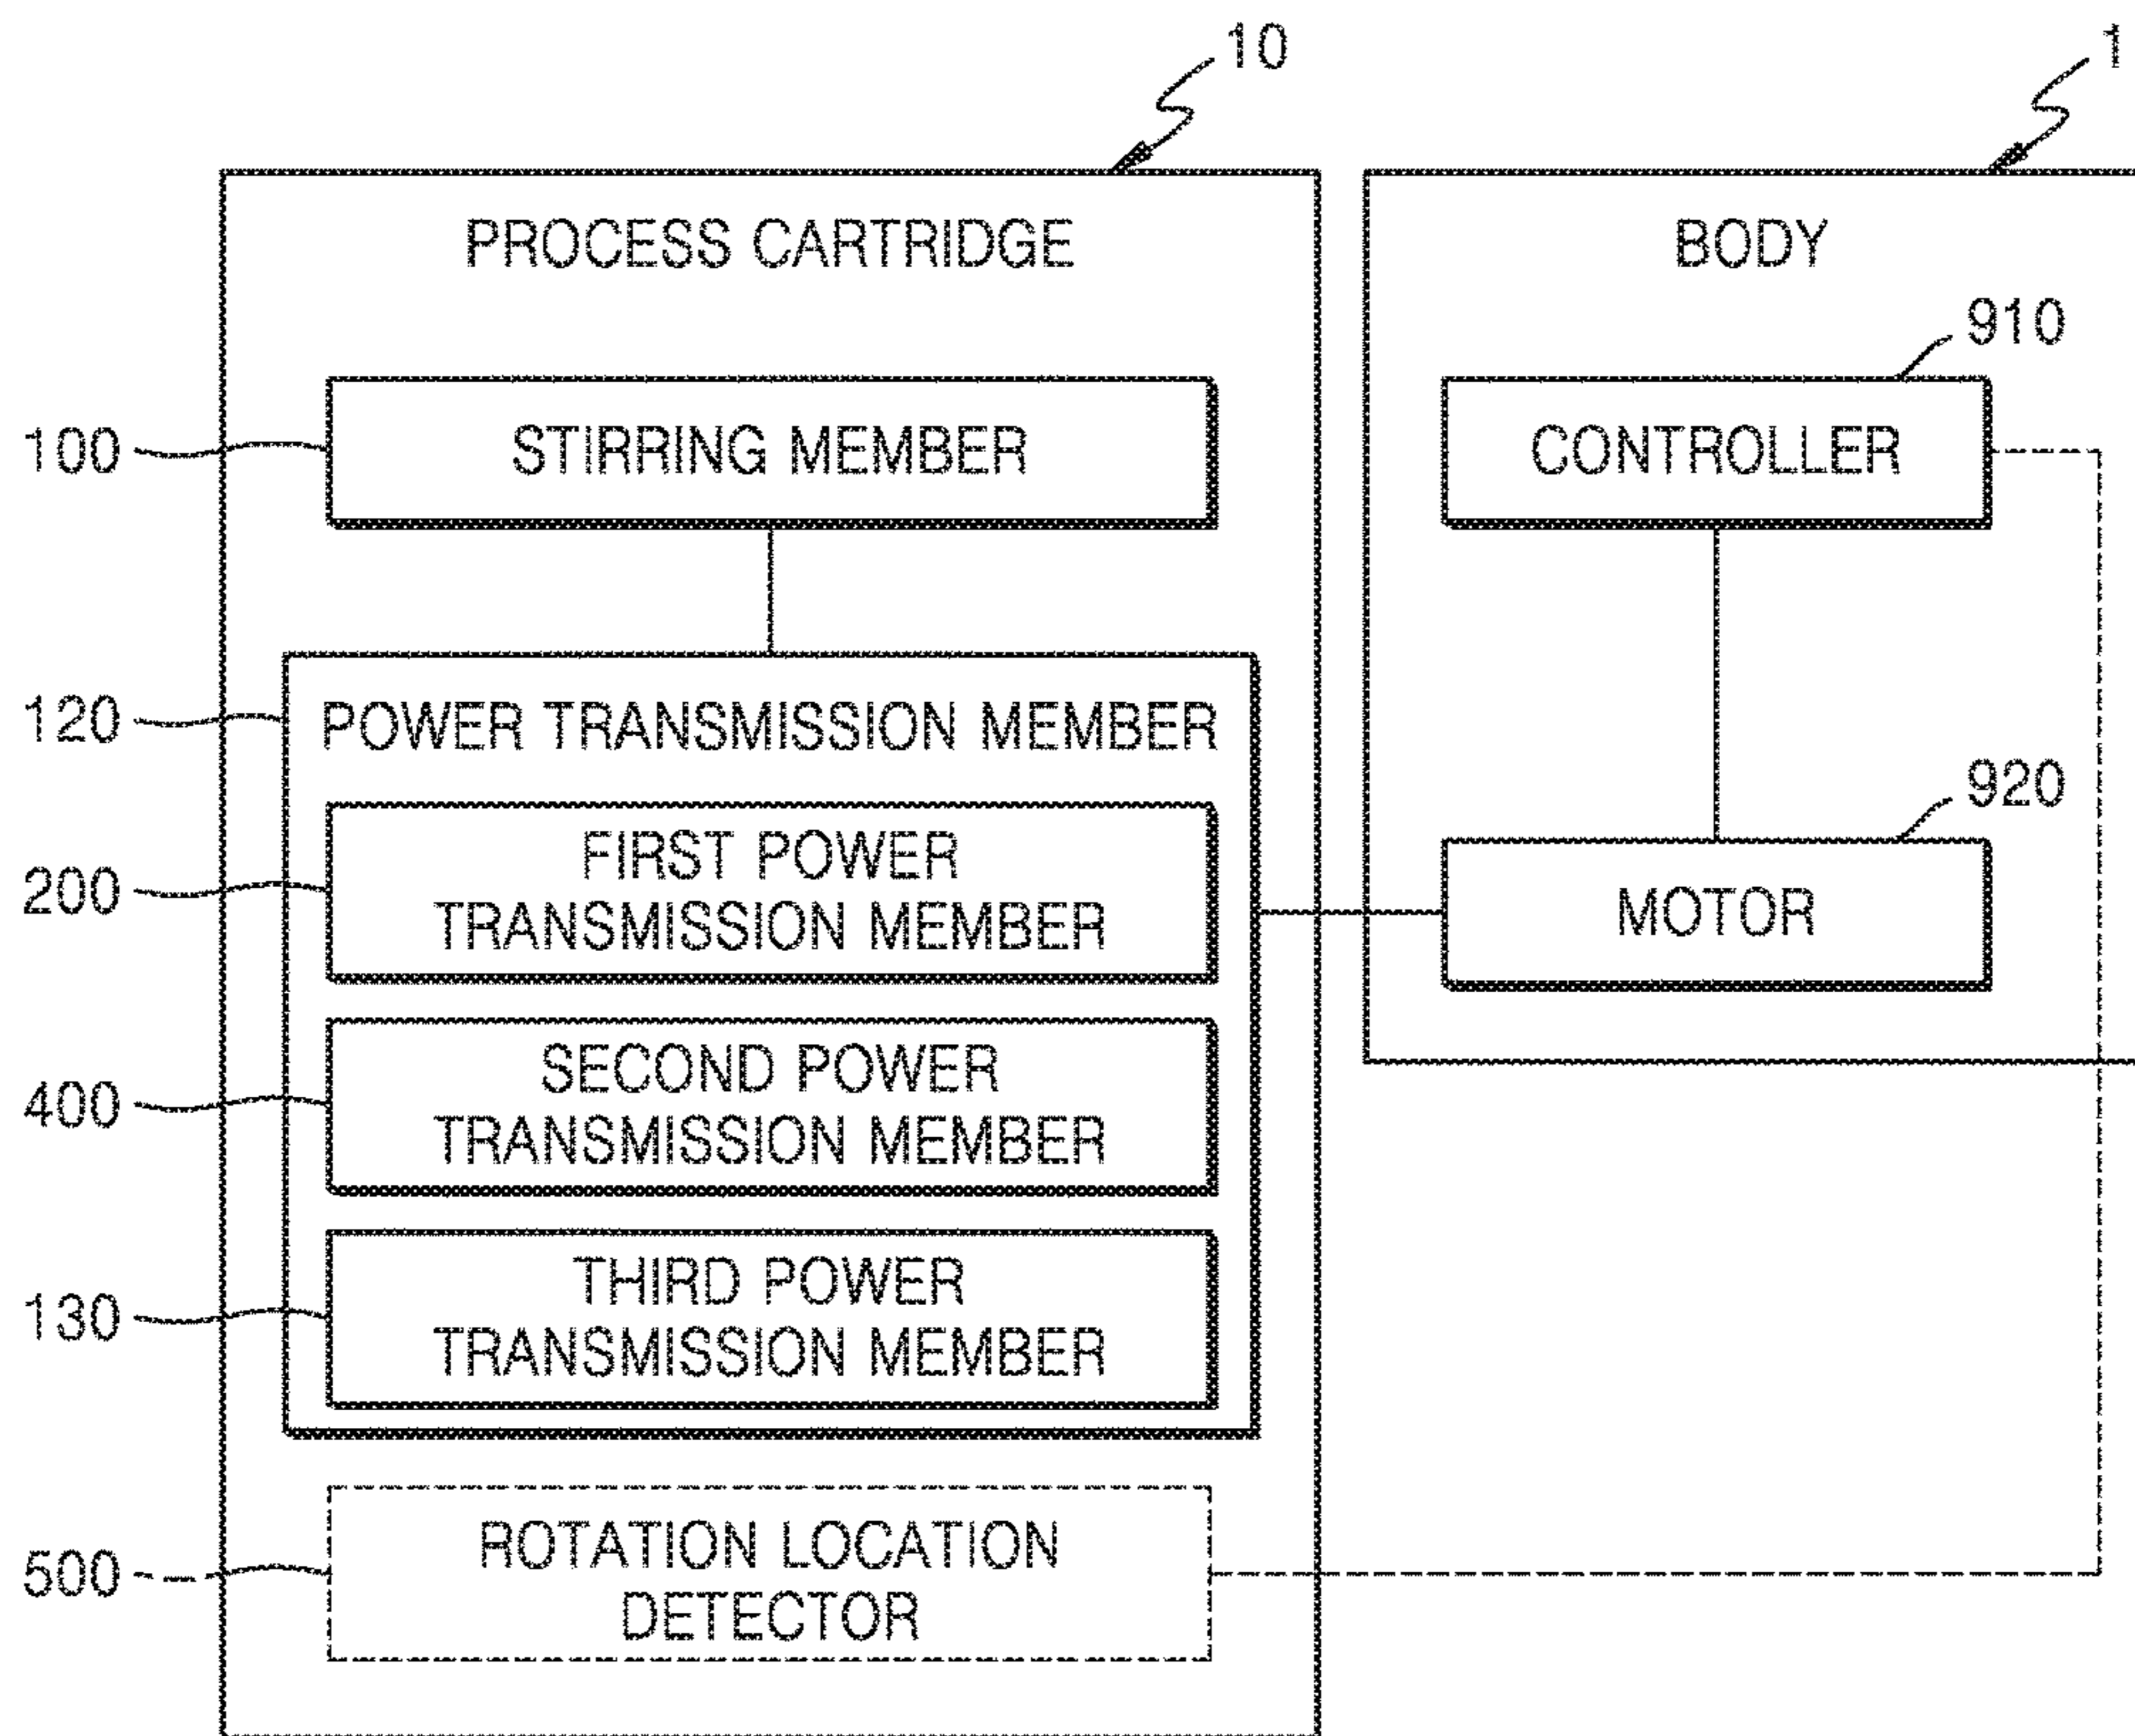 10
1
PROCESS CARTRIDGE
BODY
910
100
STIRRING MEMBER
CONTROLLER
120
POWER TRANSMISSION MEMBER
920
200
FIRST POWER
TRANSMISSION MEMBER
MOTOR
400
SECOND POWER
TRANSMISSION MEMBER
130
THIRD POWER
TRANSMISSION MEMBER
500
ROTATION LOCATION
DETECTOR